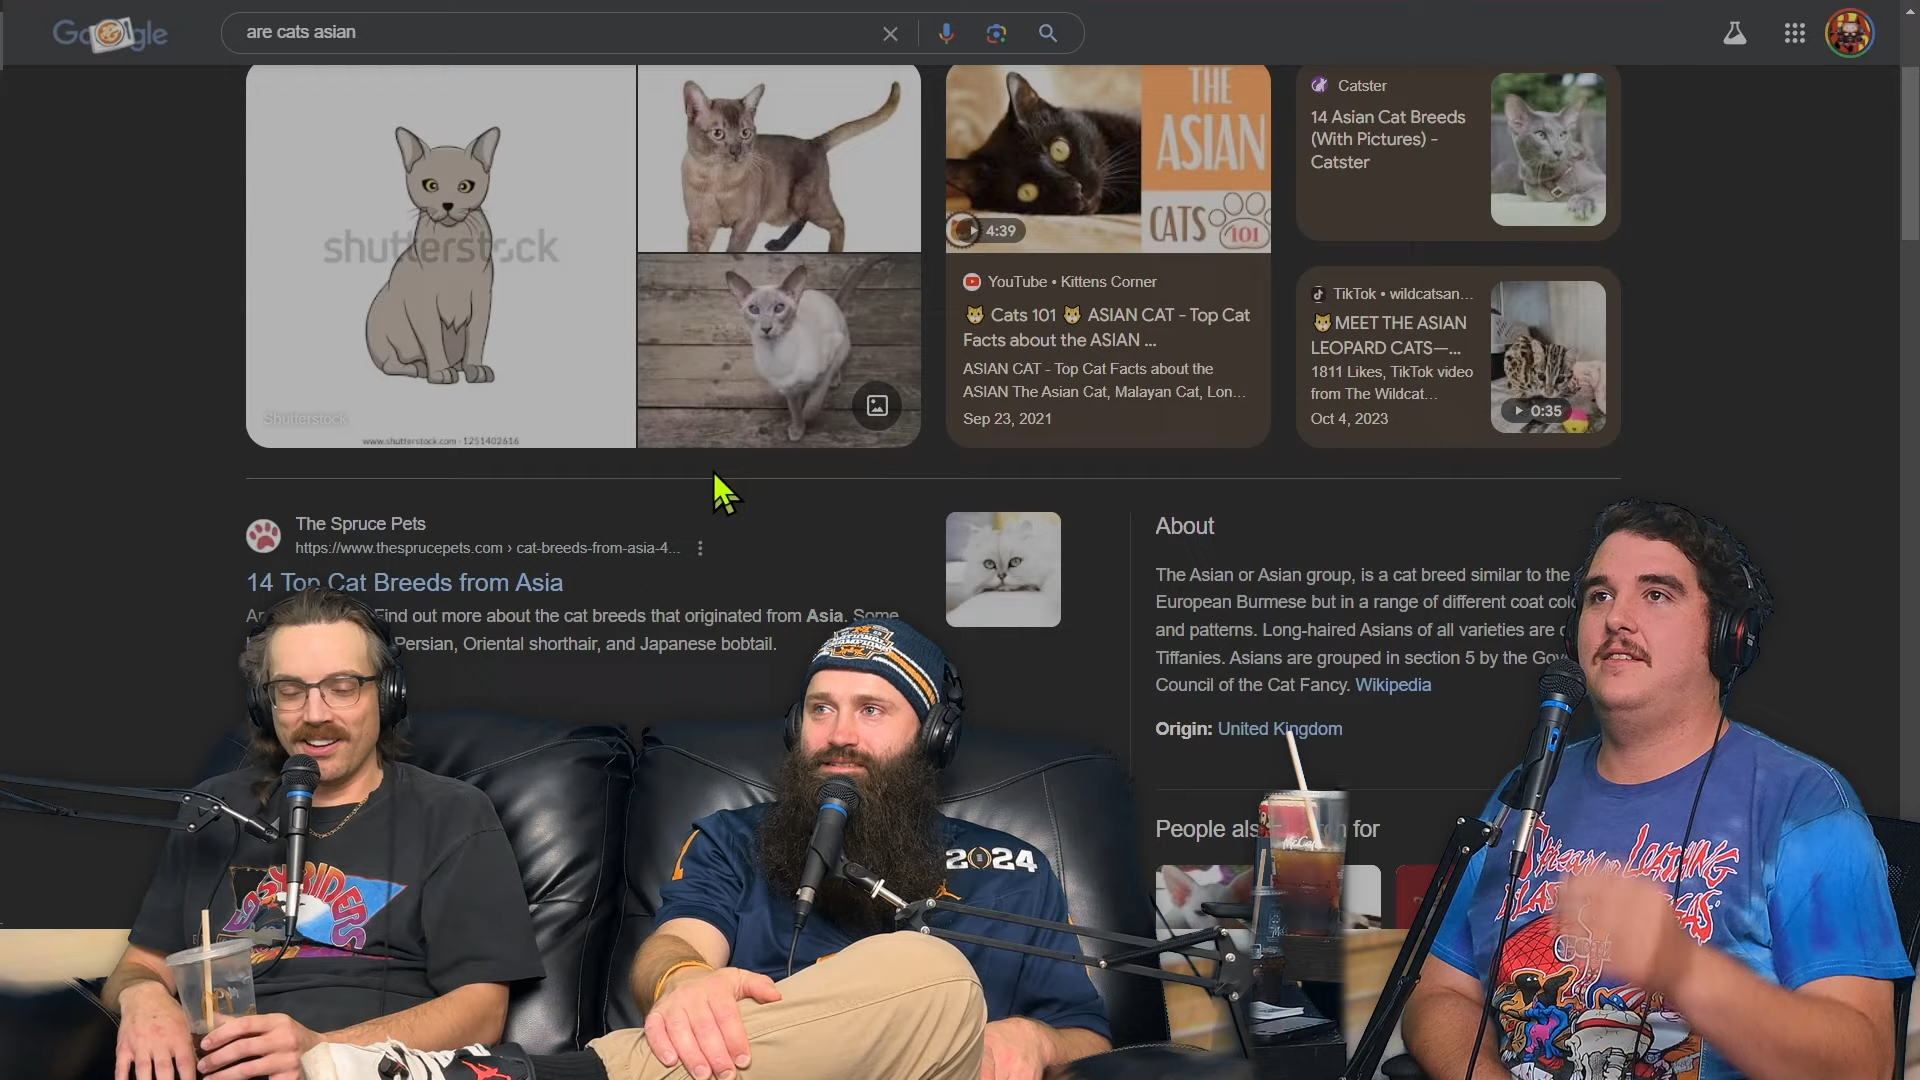 Google
are cats asian
shutterstock
Shutterstock
www.shutterstock.com · 1251402616
THE
ASIAN
CATS
101
4:39
YouTube • Kittens Corner
🐱 Cats 101 🐱 ASIAN CAT - Top Cat
Facts about the ASIAN ...
ASIAN CAT - Top Cat Facts about the
ASIAN The Asian Cat, Malayan Cat, Lon...
Sep 23, 2021
Catster
14 Asian Cat Breeds
(With Pictures) -
Catster
TikTok • wildcatsan...
🐱MEET THE ASIAN
LEOPARD CATS—...
1811 Likes, TikTok video
from The Wildcat...
Oct 4, 2023
0:35
The Spruce Pets
https://www.thesprucepets.com › cat-breeds-from-asia-4...
14 Top Cat Breeds from Asia
Find out more about the cat breeds that originated from Asia. Some
Persian, Oriental shorthair, and Japanese bobtail.
About
The Asian or Asian group, is a cat breed similar to the
European Burmese but in a range of different coat
and patterns. Long-haired Asians of all varieties are
Tiffanies. Asians are grouped in section 5 by the
Council of the Cat Fancy. Wikipedia
Origin: United Kingdom
People for
2024
McCafé
LOATHING